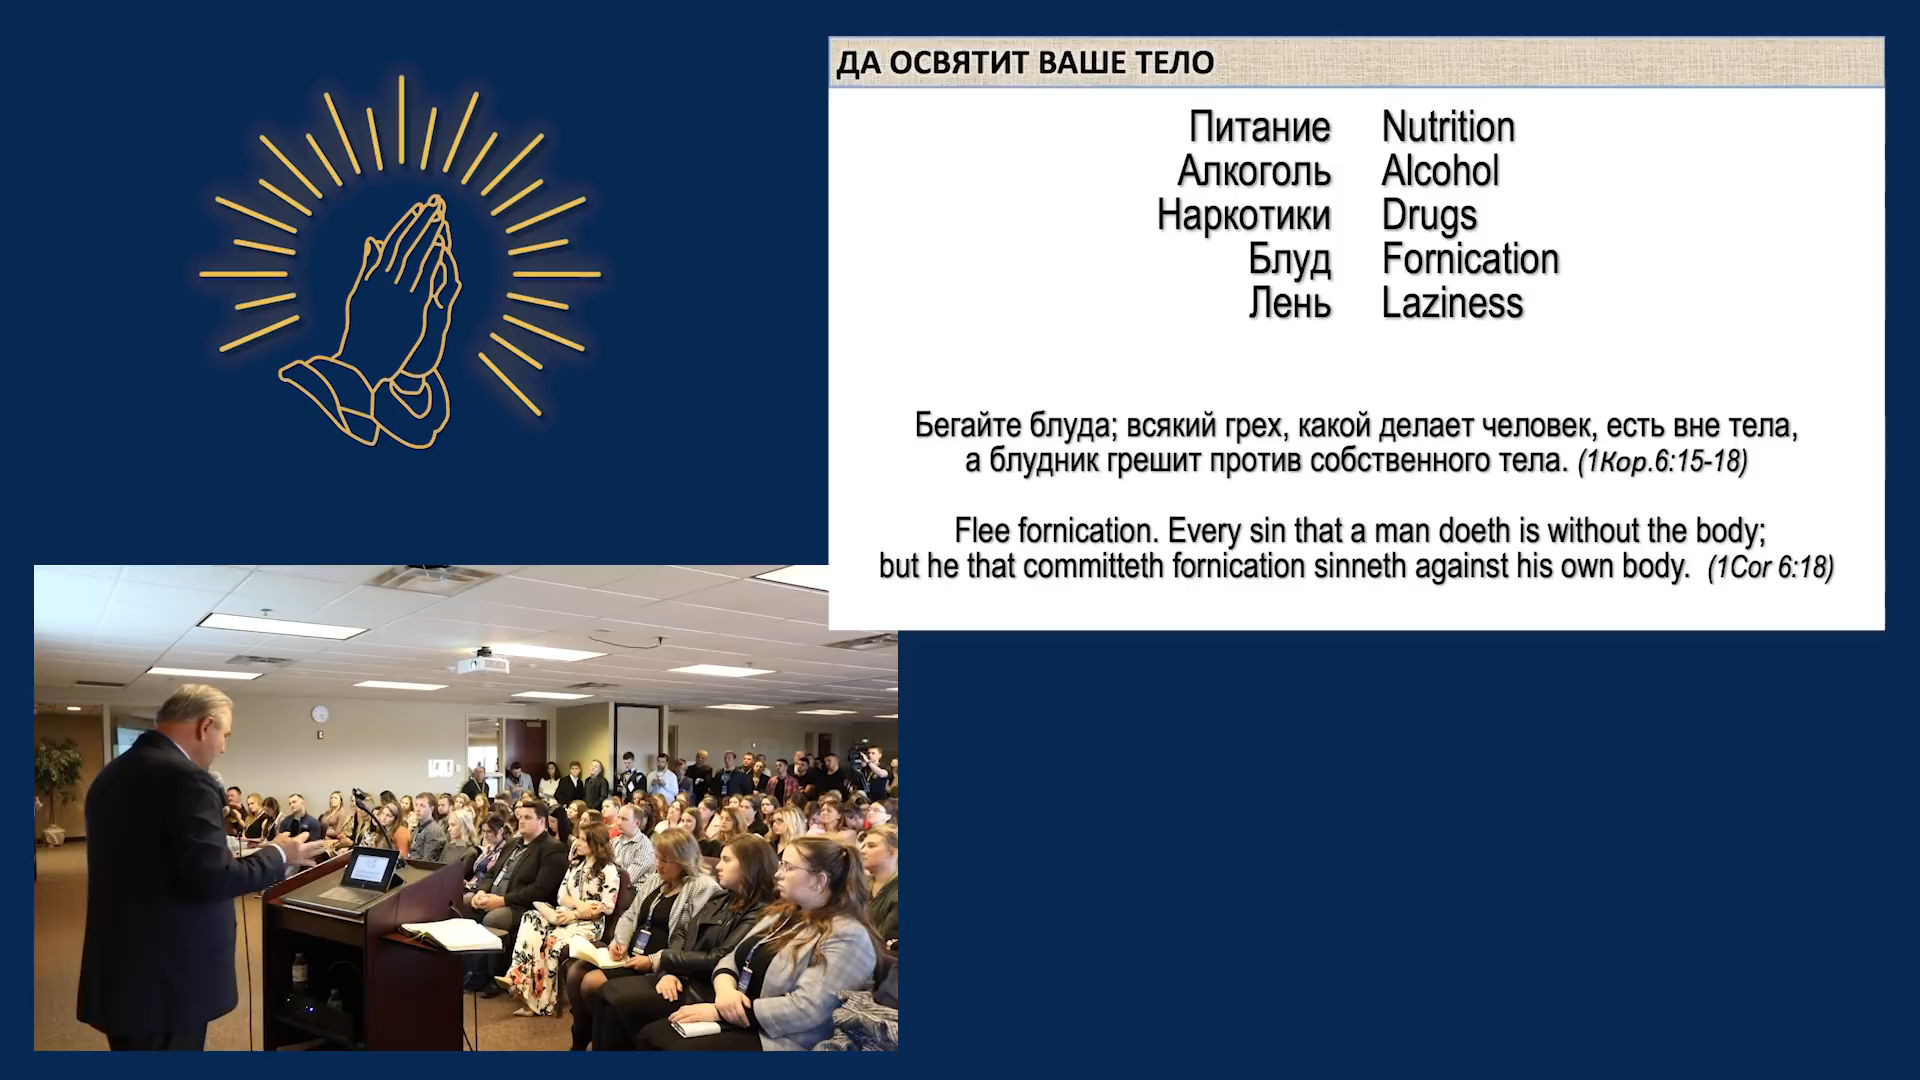 ДА ОСВЯТИТ ВАШЕ ТЕЛО
Питание Nutrition
Алкоголь Alcohol
Наркотики Drugs
Блуд Fornication
Лень Laziness
Бегайте блуда; всякий грех, какой делает человек, есть вне тела,
а блудник грешит против собственного тела. (1Кор.6:15-18)
Flee fornication. Every sin that a man doeth is without the body;
but he that committeth fornication sinneth against his own body. (1Cor 6:18)